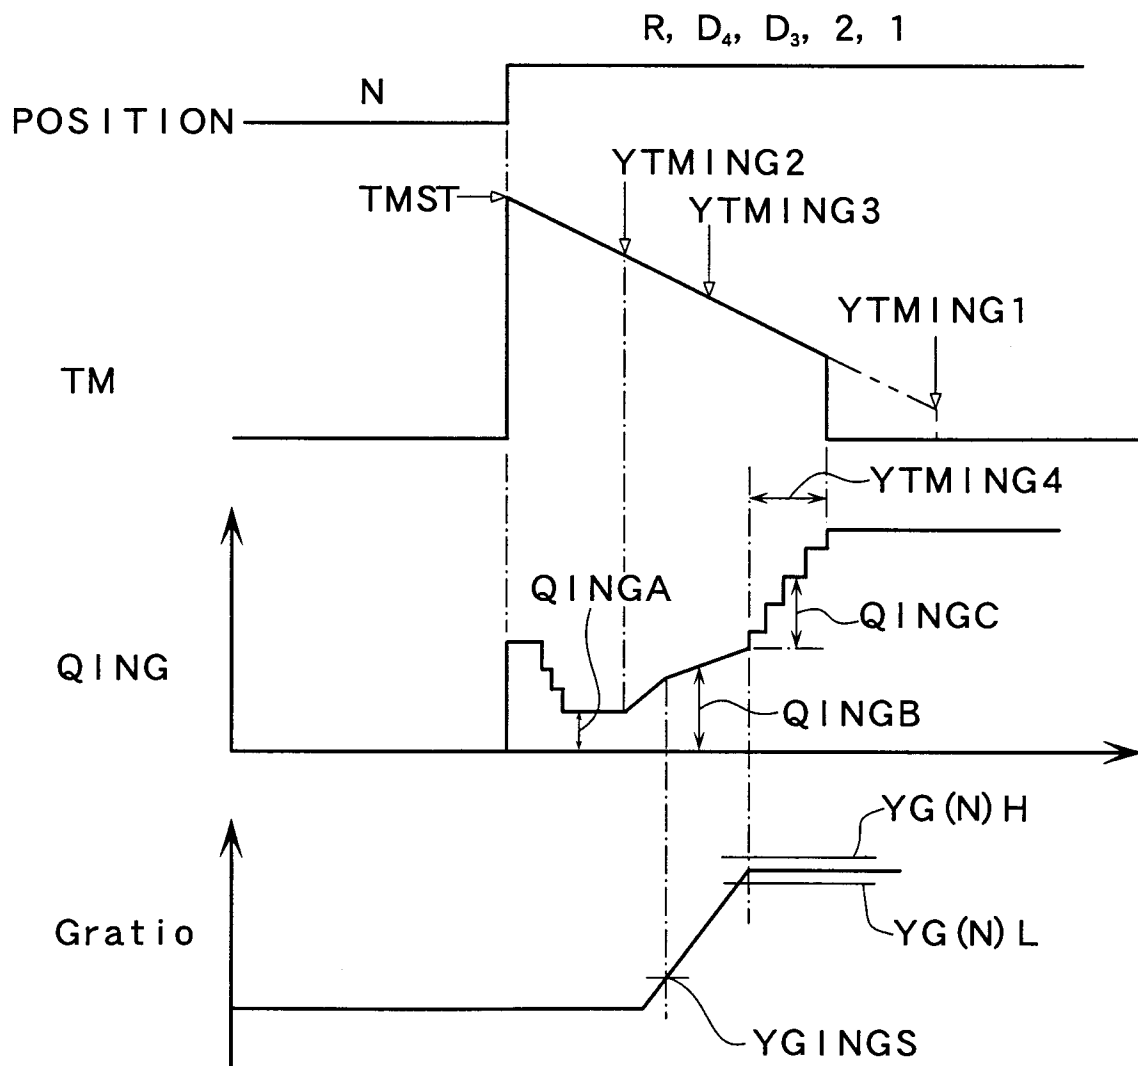 R, D₄, D₃, 2, 1
N
POSITION
YTMING2
TMST
YTMING3
YTMING1
TM
YTMING4
QINGA
QINGC
QING
QINGB
YG(N)H
Gratio
YG(N)L
YGINGS